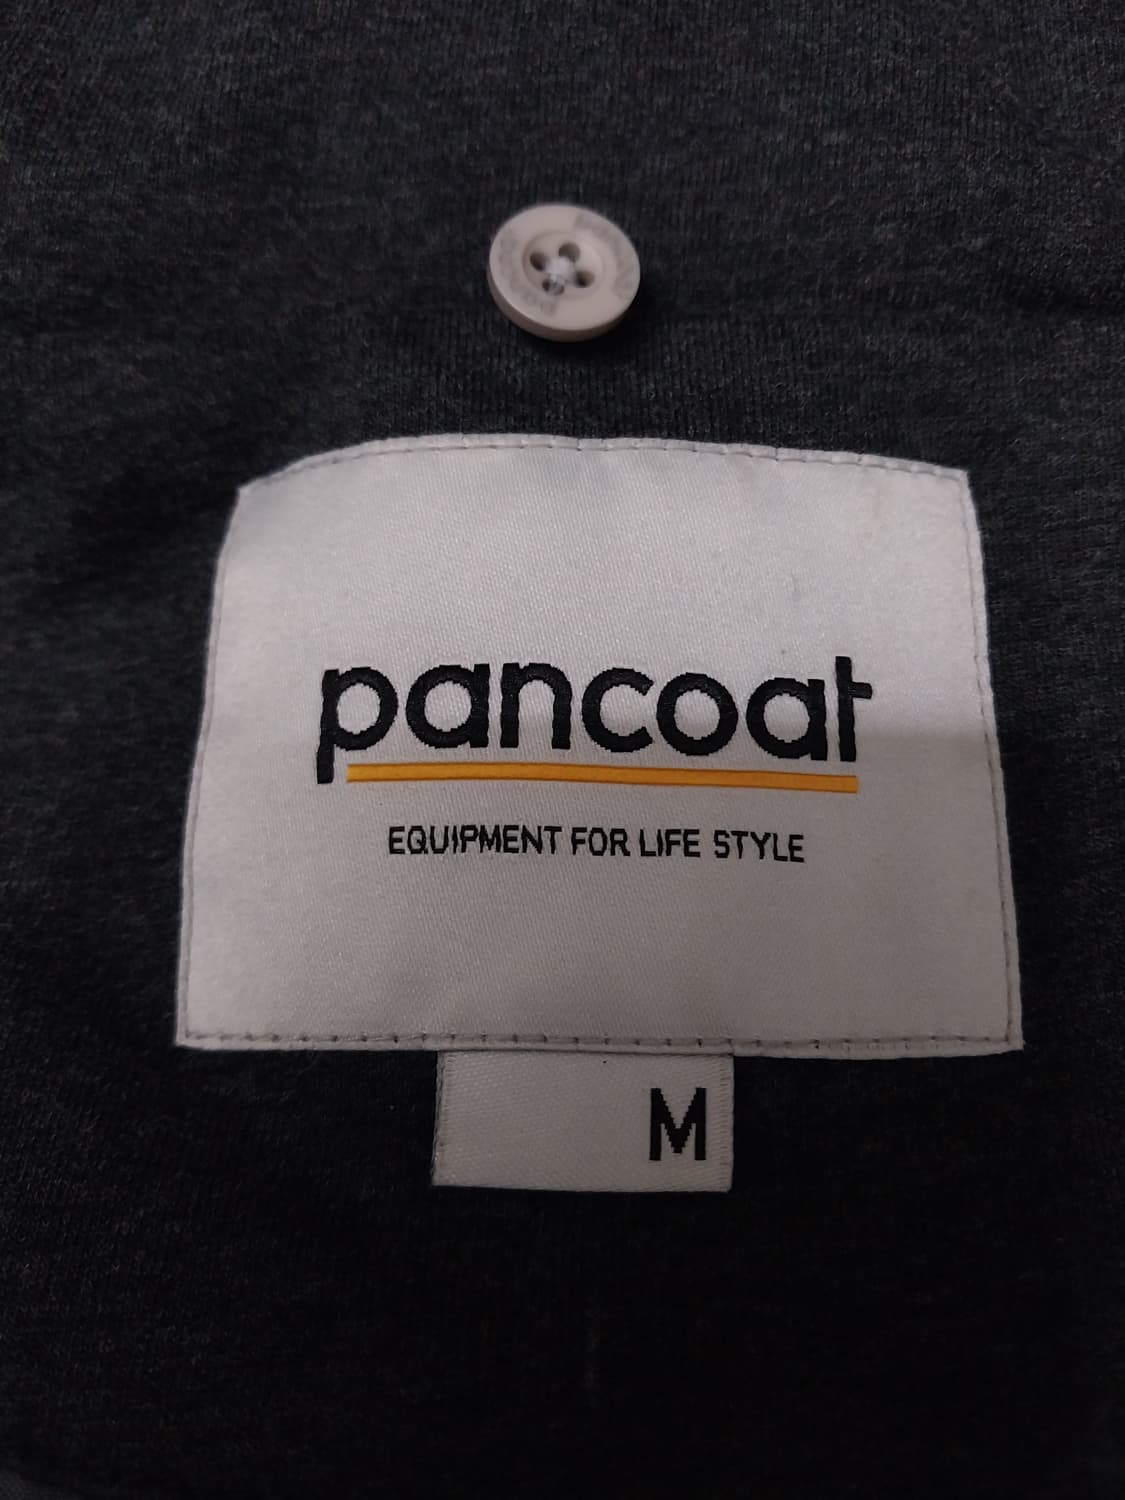 pancoat
EQUIPMENT FOR LIFE STYLE
M